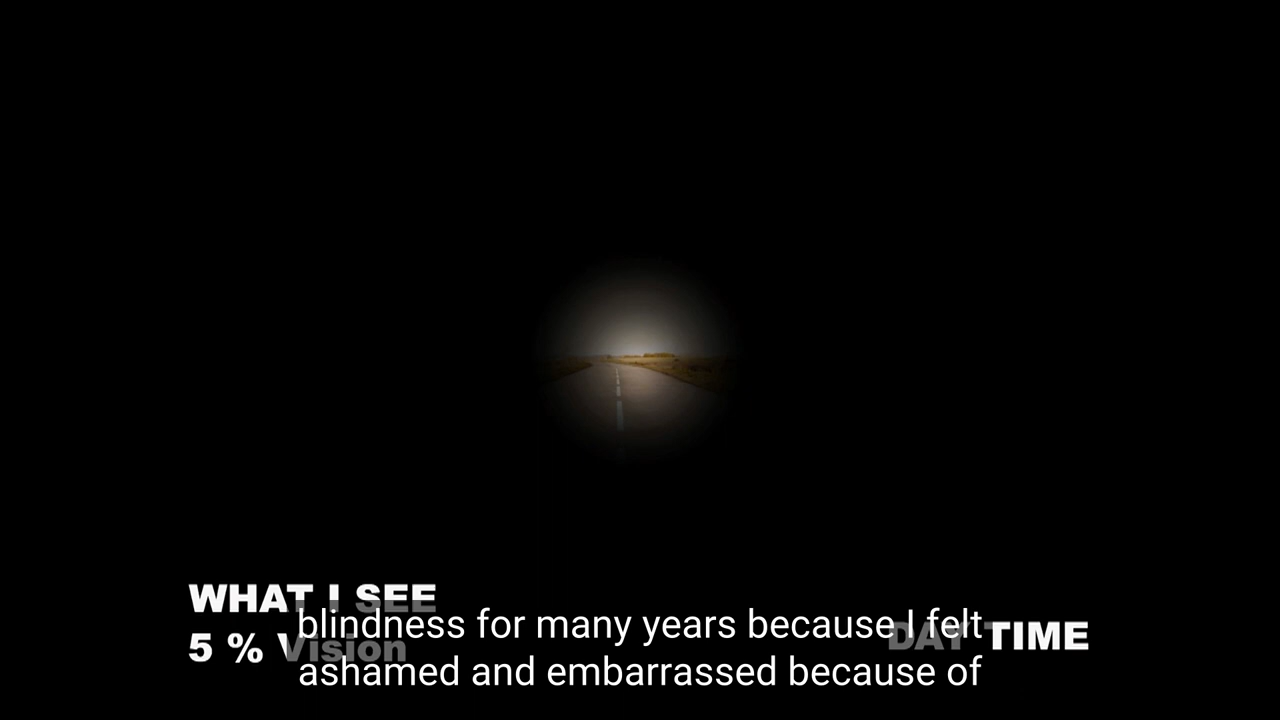 WHAT I SEE
5 % Vision
DAY TIME
blindness for many years because I felt
ashamed and embarrassed because of